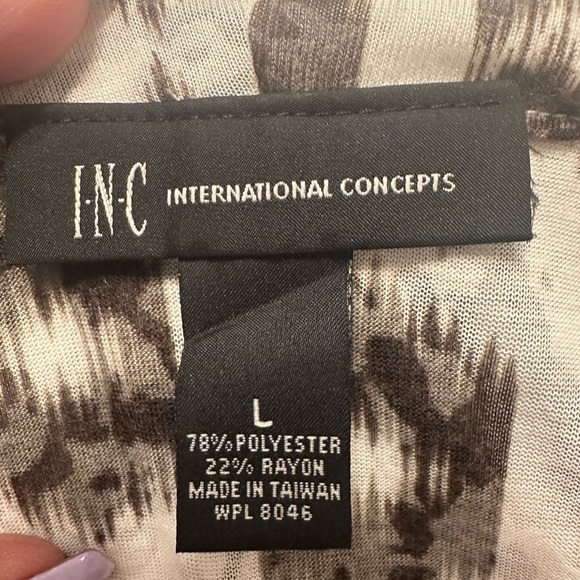 I·N·C INTERNATIONAL CONCEPTS
L
78% POLYESTER
22% RAYON
MADE IN TAIWAN
WPL 8046